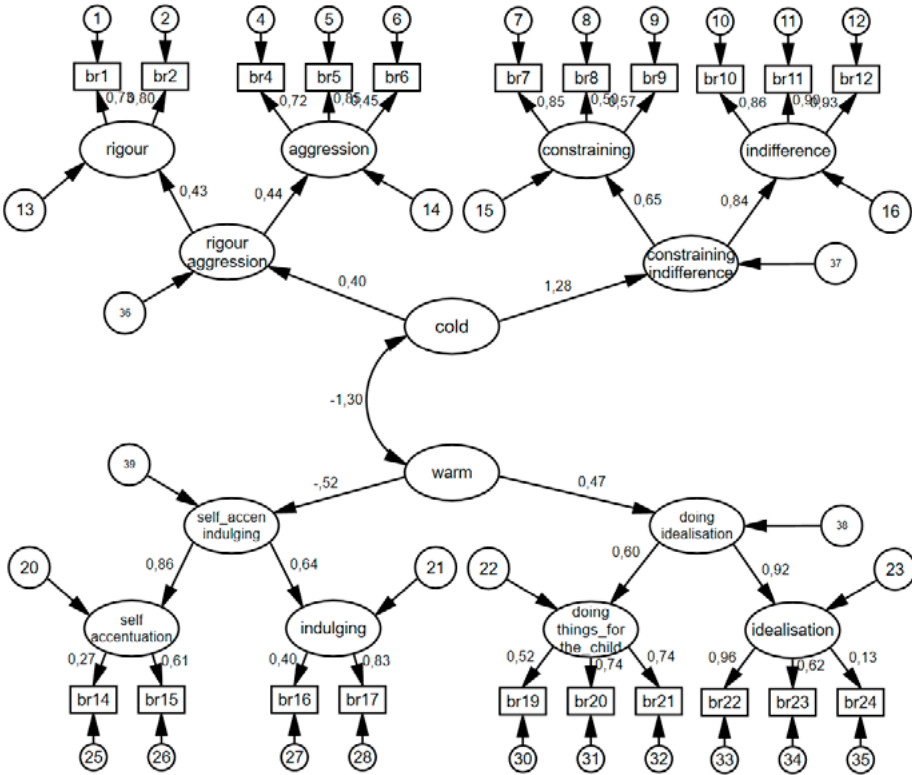 1 2 4 5 6 7 8 9 10 11 12
br1 br2 br4 br5 br6 br7 br8 br9 br10 br11 br12
0,73 0,80 0,72 0,85 0,45 0,85 0,57 0,86 0,93
rigour aggression constraining indifference
13 14 15 16
0,43 0,44 0,65 0,84
rigour
aggression
constraining
indifference
37
36
0,40 1,28
cold
-1,30
warm
39
-,52 0,47
self_accen
indulging
doing
idealisation
38
20 21 22 23
0,86 0,64 0,60 0,92
self
accentuation
indulging
doing
things_for
the_child
idealisation
0,27 0,61 0,40 0,83 0,52 0,74 0,74 0,96 0,62 0,13
br14 br15 br16 br17 br19 br20 br21 br22 br23 br24
25 26 27 28 30 31 32 33 34 35